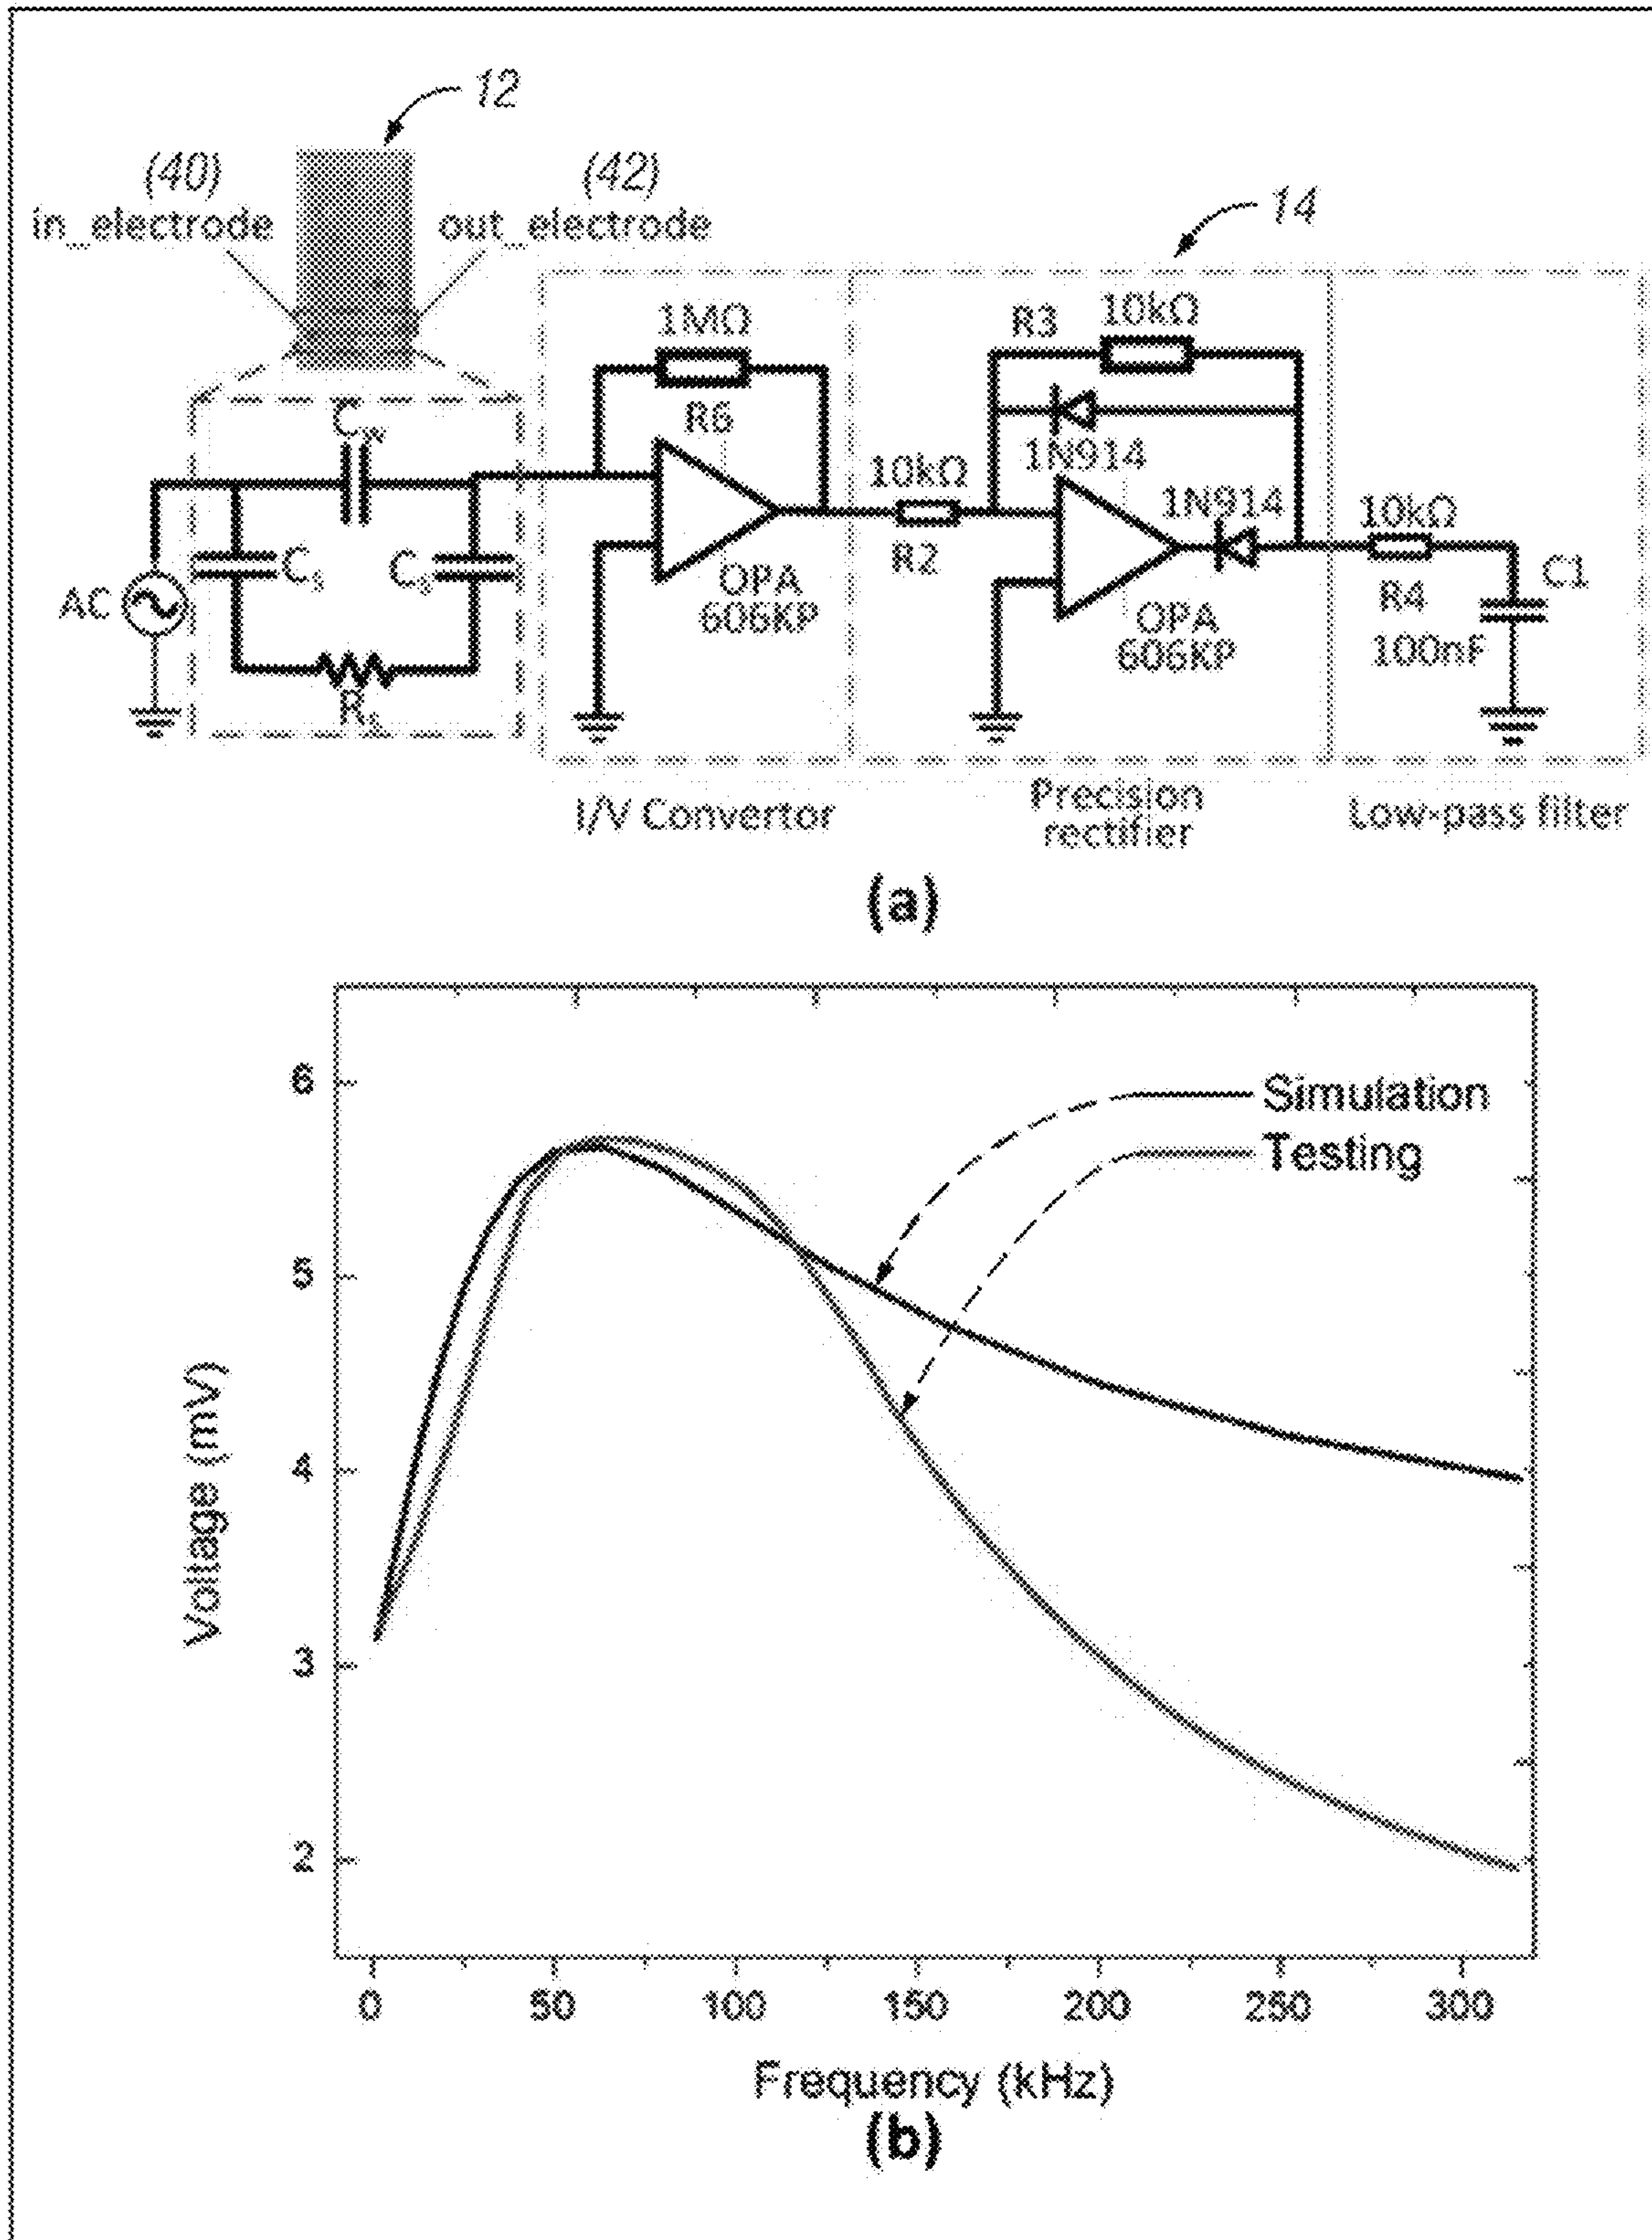 12
(40)
in_electrode
(42)
out_electrode
14
1MΩ
R6
R3
10kΩ
1N914
10kΩ
R2
1N914
10kΩ
R4
C1
100nF
Cw
Cs
Cs
Rs
AC
OPA
606KP
OPA
606KP
I/V Convertor
Precision
rectifier
Low-pass filter
(a)
Simulation
Testing
6
5
4
3
2
Voltage (mV)
0 50 100 150 200 250 300
Frequency (kHz)
(b)